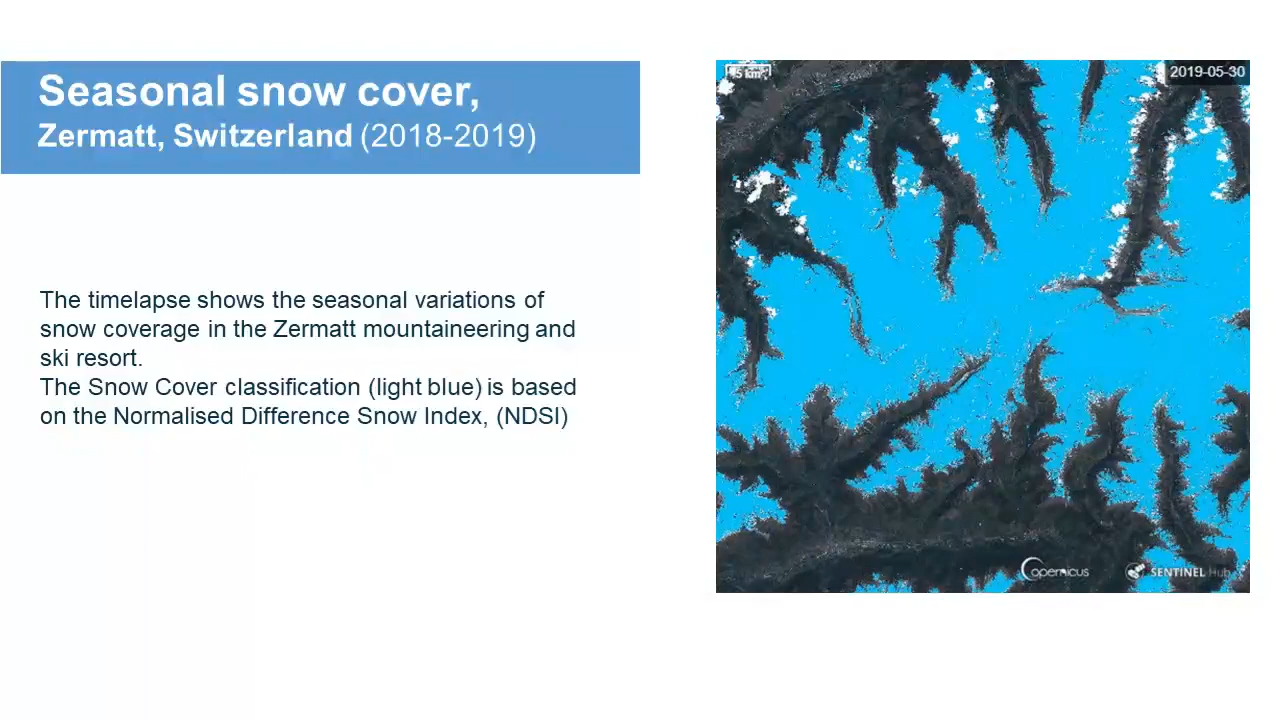 Seasonal snow cover,
Zermatt, Switzerland (2018-2019)
The timelapse shows the seasonal variations of
snow coverage in the Zermatt mountaineering and
ski resort.
The Snow Cover classification (light blue) is based
on the Normalised Difference Snow Index, (NDSI)
5 km
2019-05-30
opernicus
SENTINEL Hub